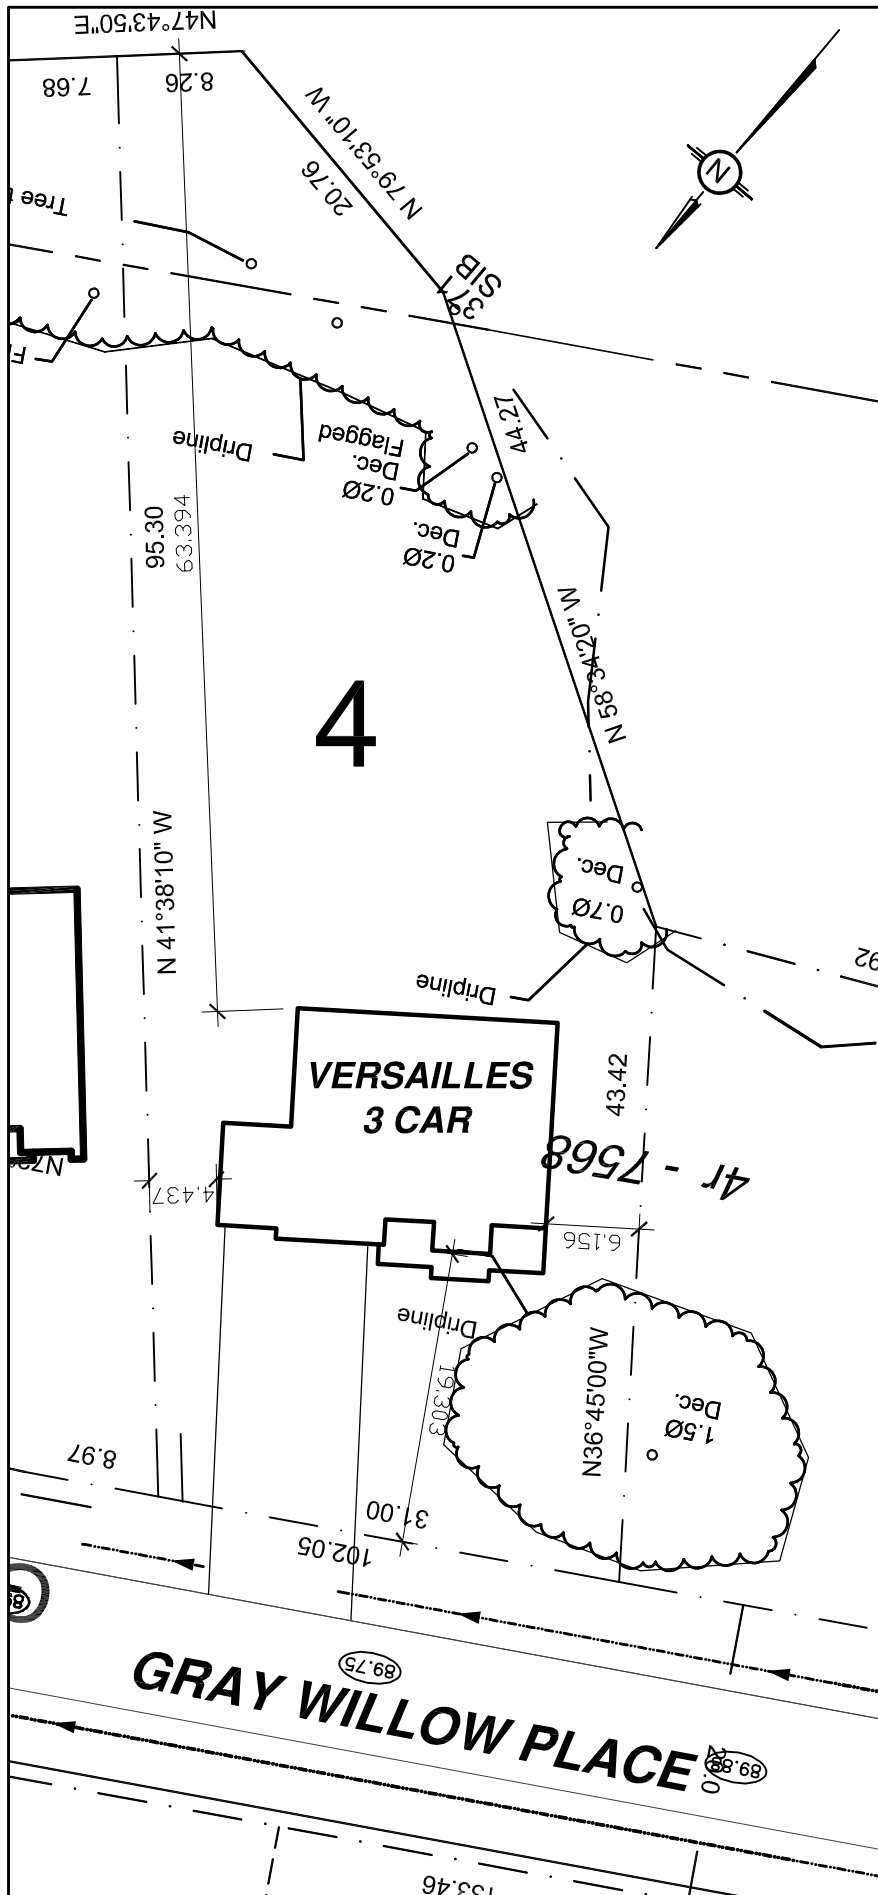 N47°43'50"E
7.68
8.26
N 79°53'10" W
20.76
N
Tree
SIB
37
44.27
Dripline
Flagged
Dec.
0.2Ø
Dec.
0.2Ø
95.30
63.394
N 58°34'20" W
4
N 41°38'10" W
Dec.
0.7Ø
92
Dripline
VERSAILLES
3 CAR
43.42
4r - 7568
4.437
6.156
Dripline
19.303
N36°45'00"W
Dec.
1.5Ø
8.97
31.00
102.05
89.75
GRAY WILLOW PLACE
89.89